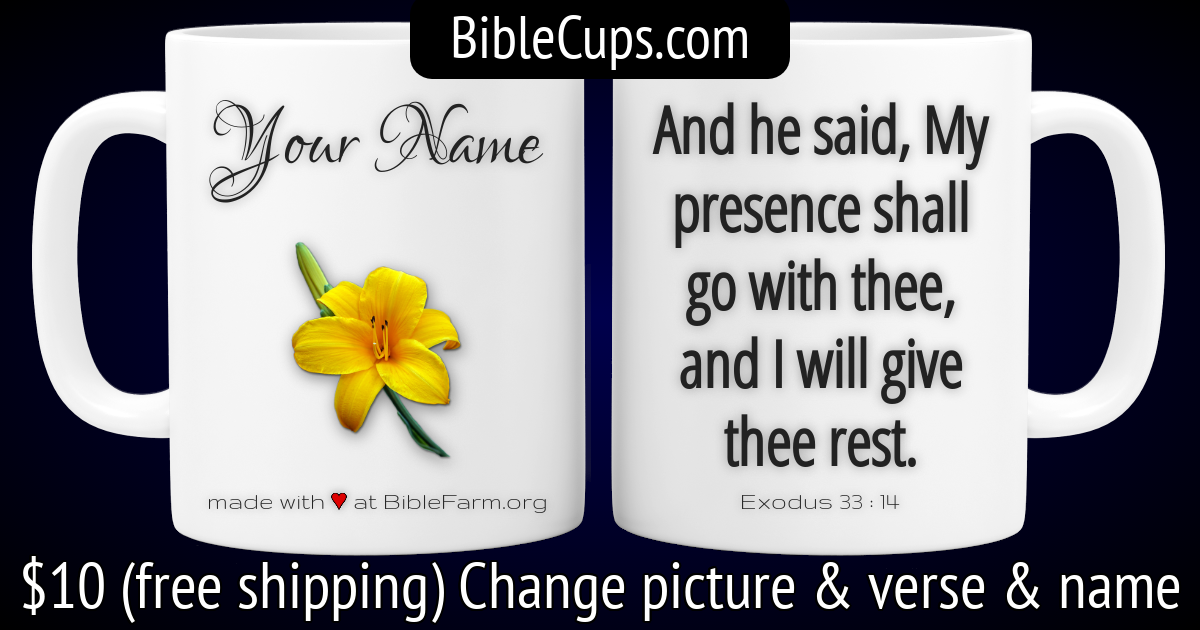 BibleCups.com
Your Name
made with ♥ at BibleFarm.org
And he said, My
presence shall
go with thee,
and I will give
thee rest.
Exodus 33 : 14
$10 (free shipping) Change picture & verse & name